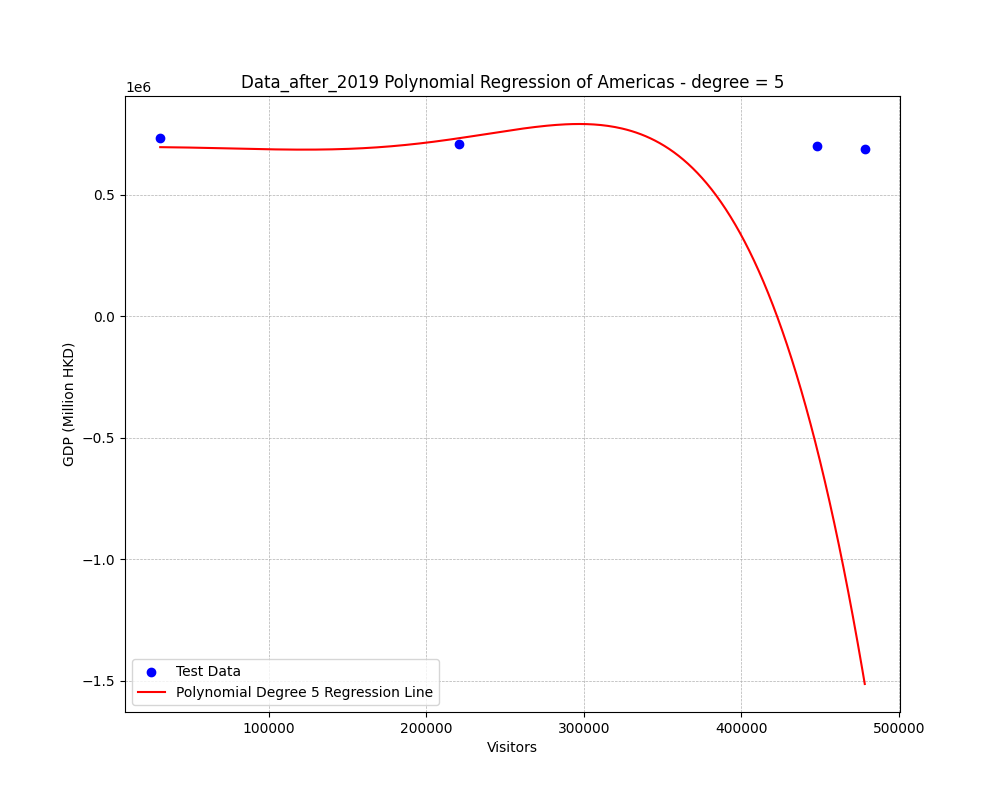 Data_after_2019 Polynomial Regression of Americas - degree = 5
1e6
0.5
0.0
−0.5
−1.0
−1.5
GDP (Million HKD)
Test Data
Polynomial Degree 5 Regression Line
100000 200000 300000 400000 500000
Visitors